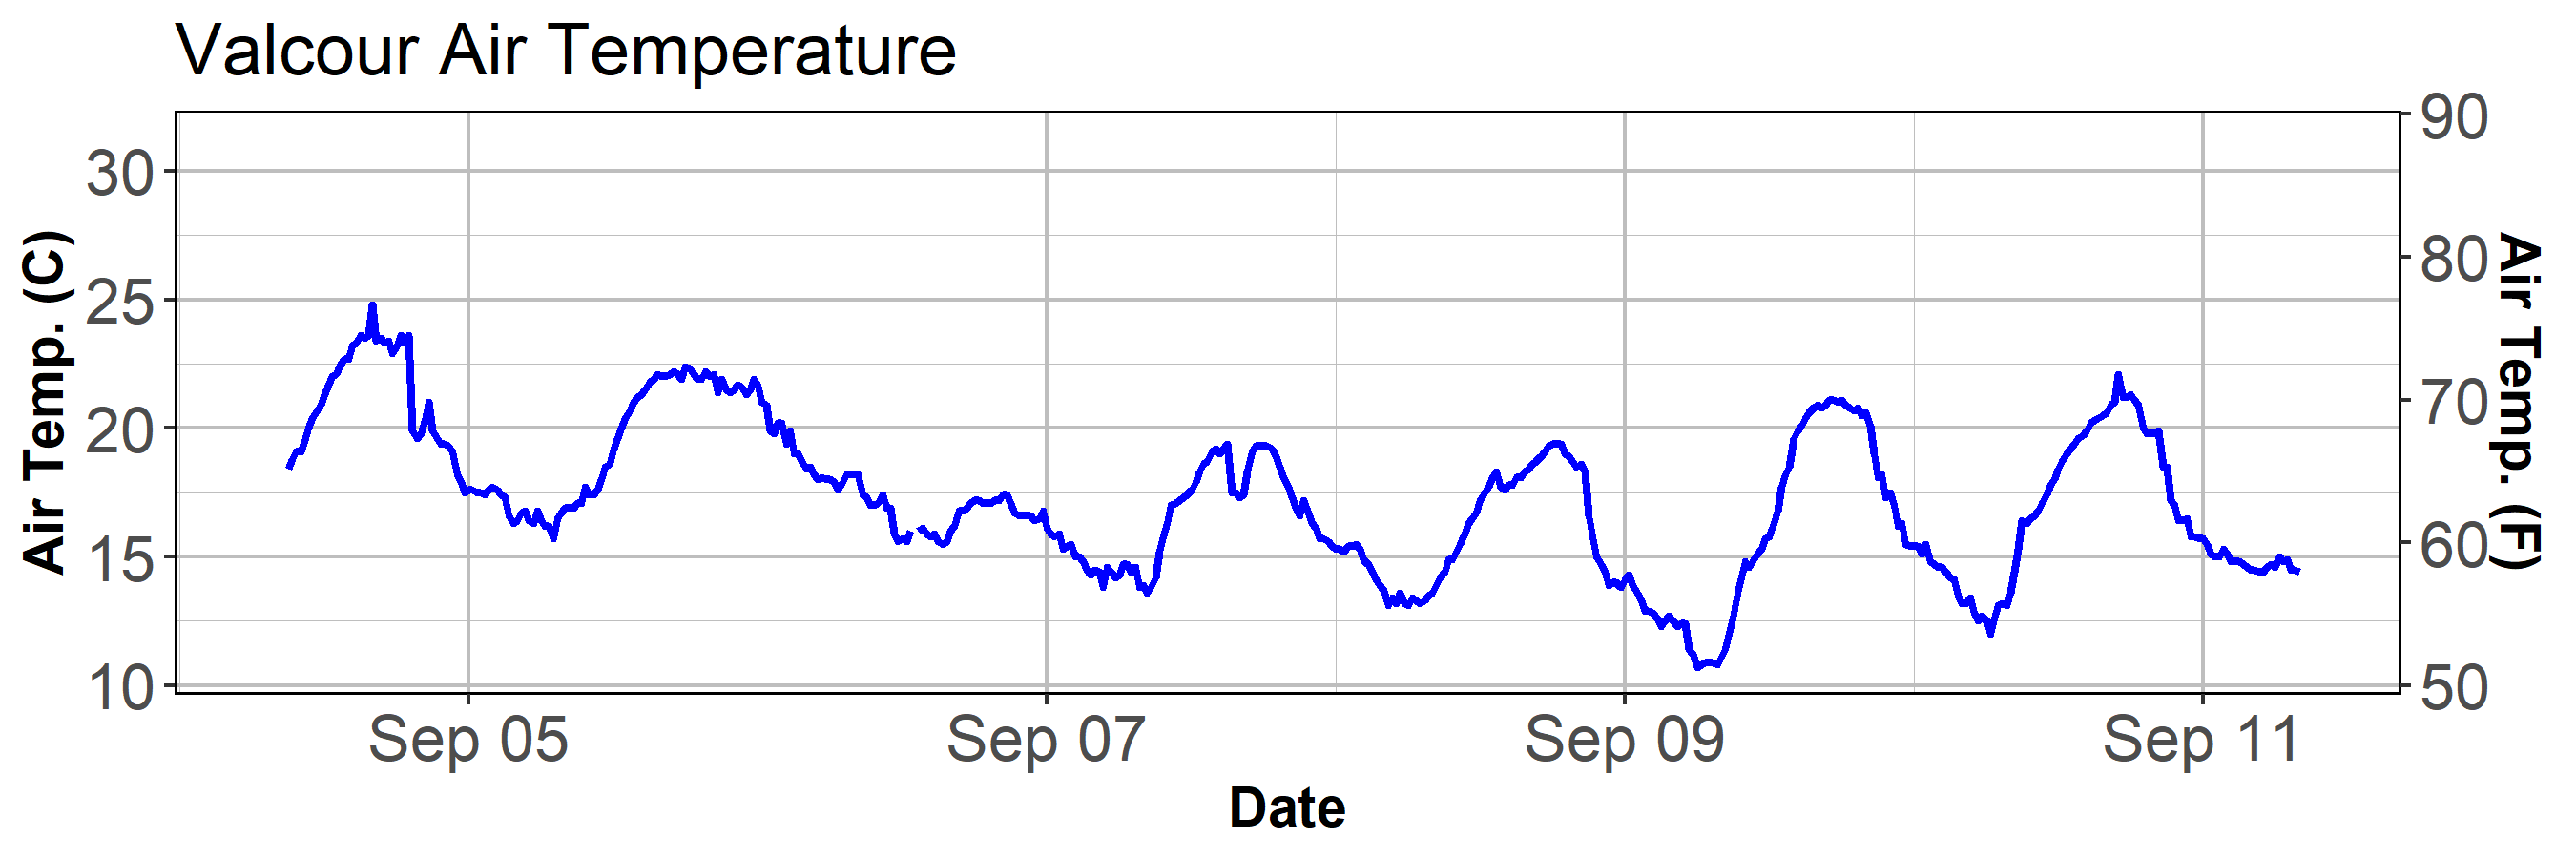 Valcour Air Temperature
Air Temp. (C)
30
25
20
15
10
90
80
70
60
50
Air Temp. (F)
Sep 05 Sep 07 Sep 09 Sep 11
Date